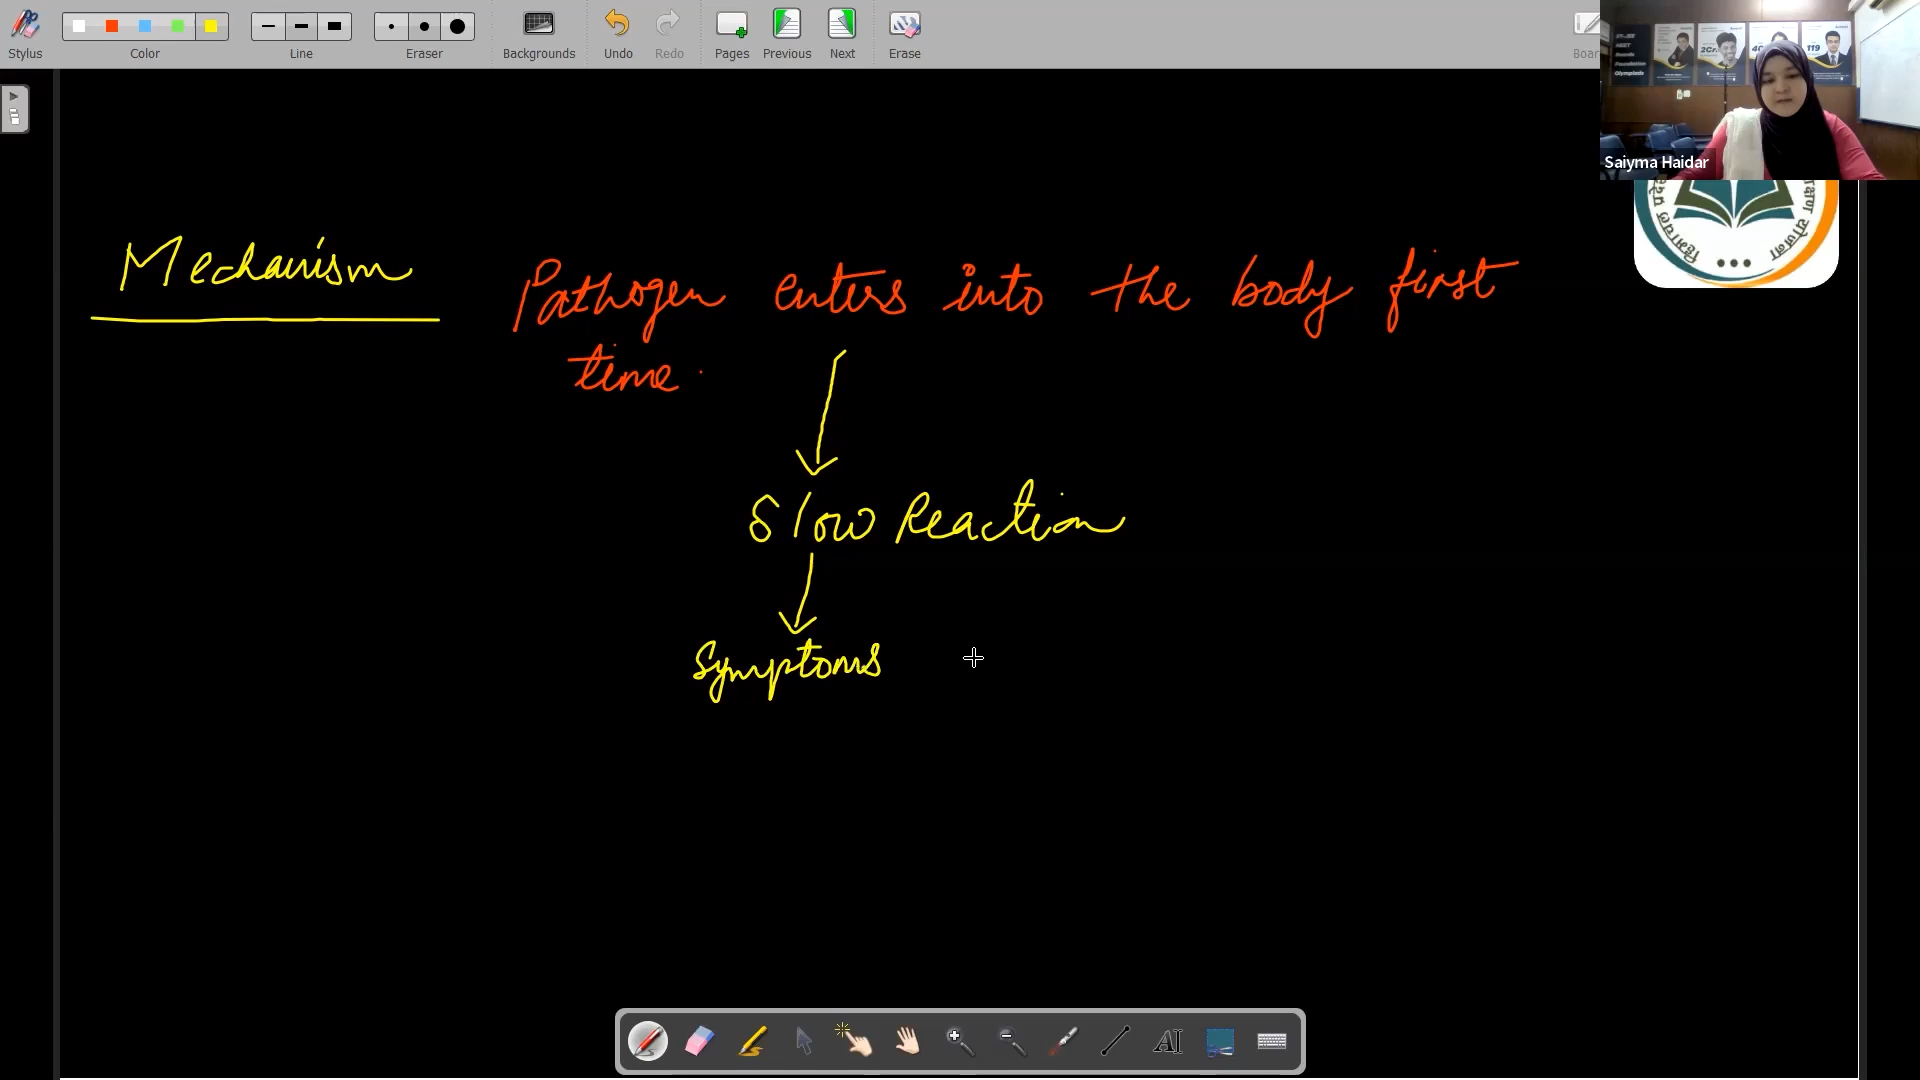 Stylus
Color
Line
Eraser
Backgrounds
Undo
Redo
Pages
Previous
Next
Erase
Saiyma Haidar
119
Mechanism
Pathogen enters into the body first
time.
Slow Reaction
Symptoms